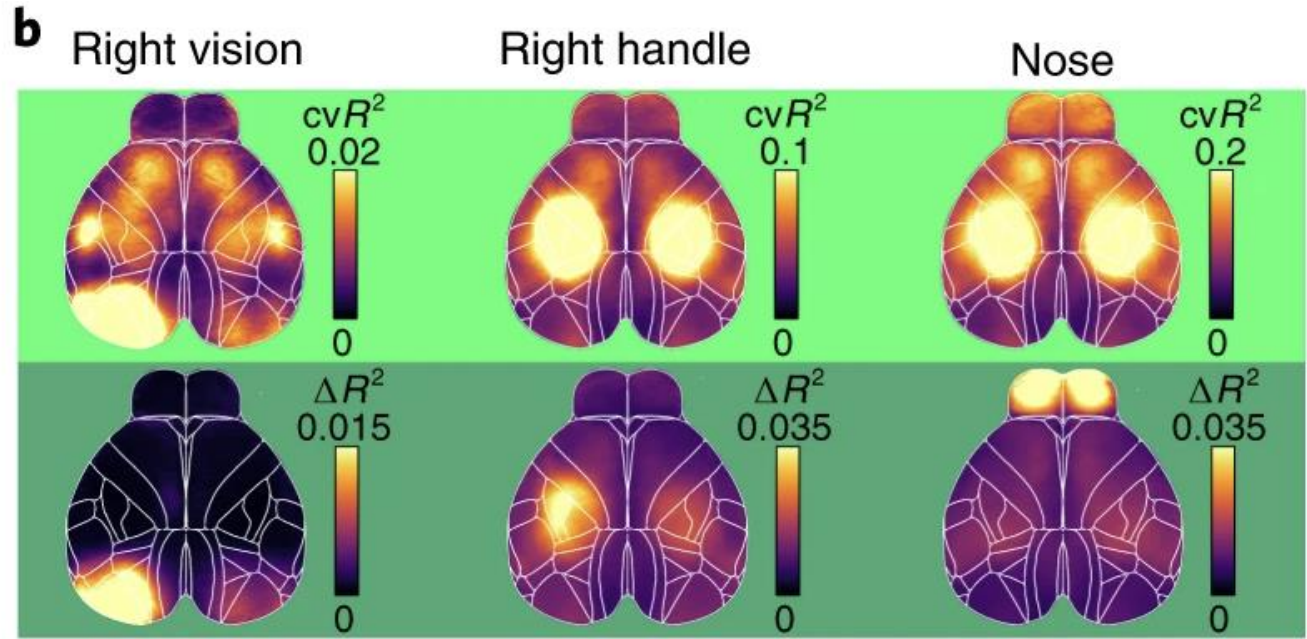 b
Right vision
Right handle
Nose
cvR²
0.02
0
cvR²
0.1
0
cvR²
0.2
0
ΔR²
0.015
0
ΔR²
0.035
0
ΔR²
0.035
0